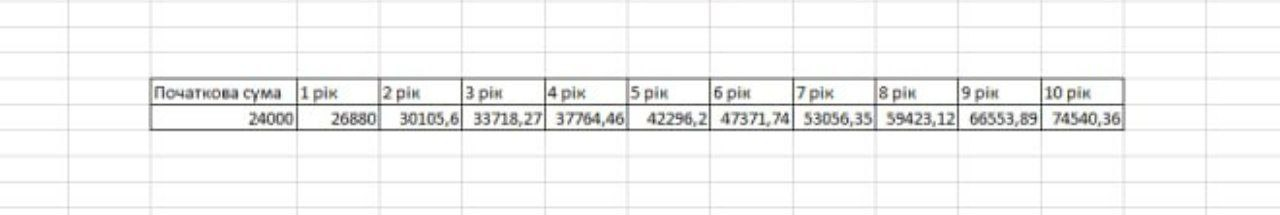 Початкова сума 1 рік 2 рік 3 рік 4 рік 5 рік 6 рік 7 рік 8 рік 9 рік 10 рік
24000 26880 30105,6 33718,27 37764,46 42296,2 47371,74 53056,35 59423,12 66553,89 74540,36